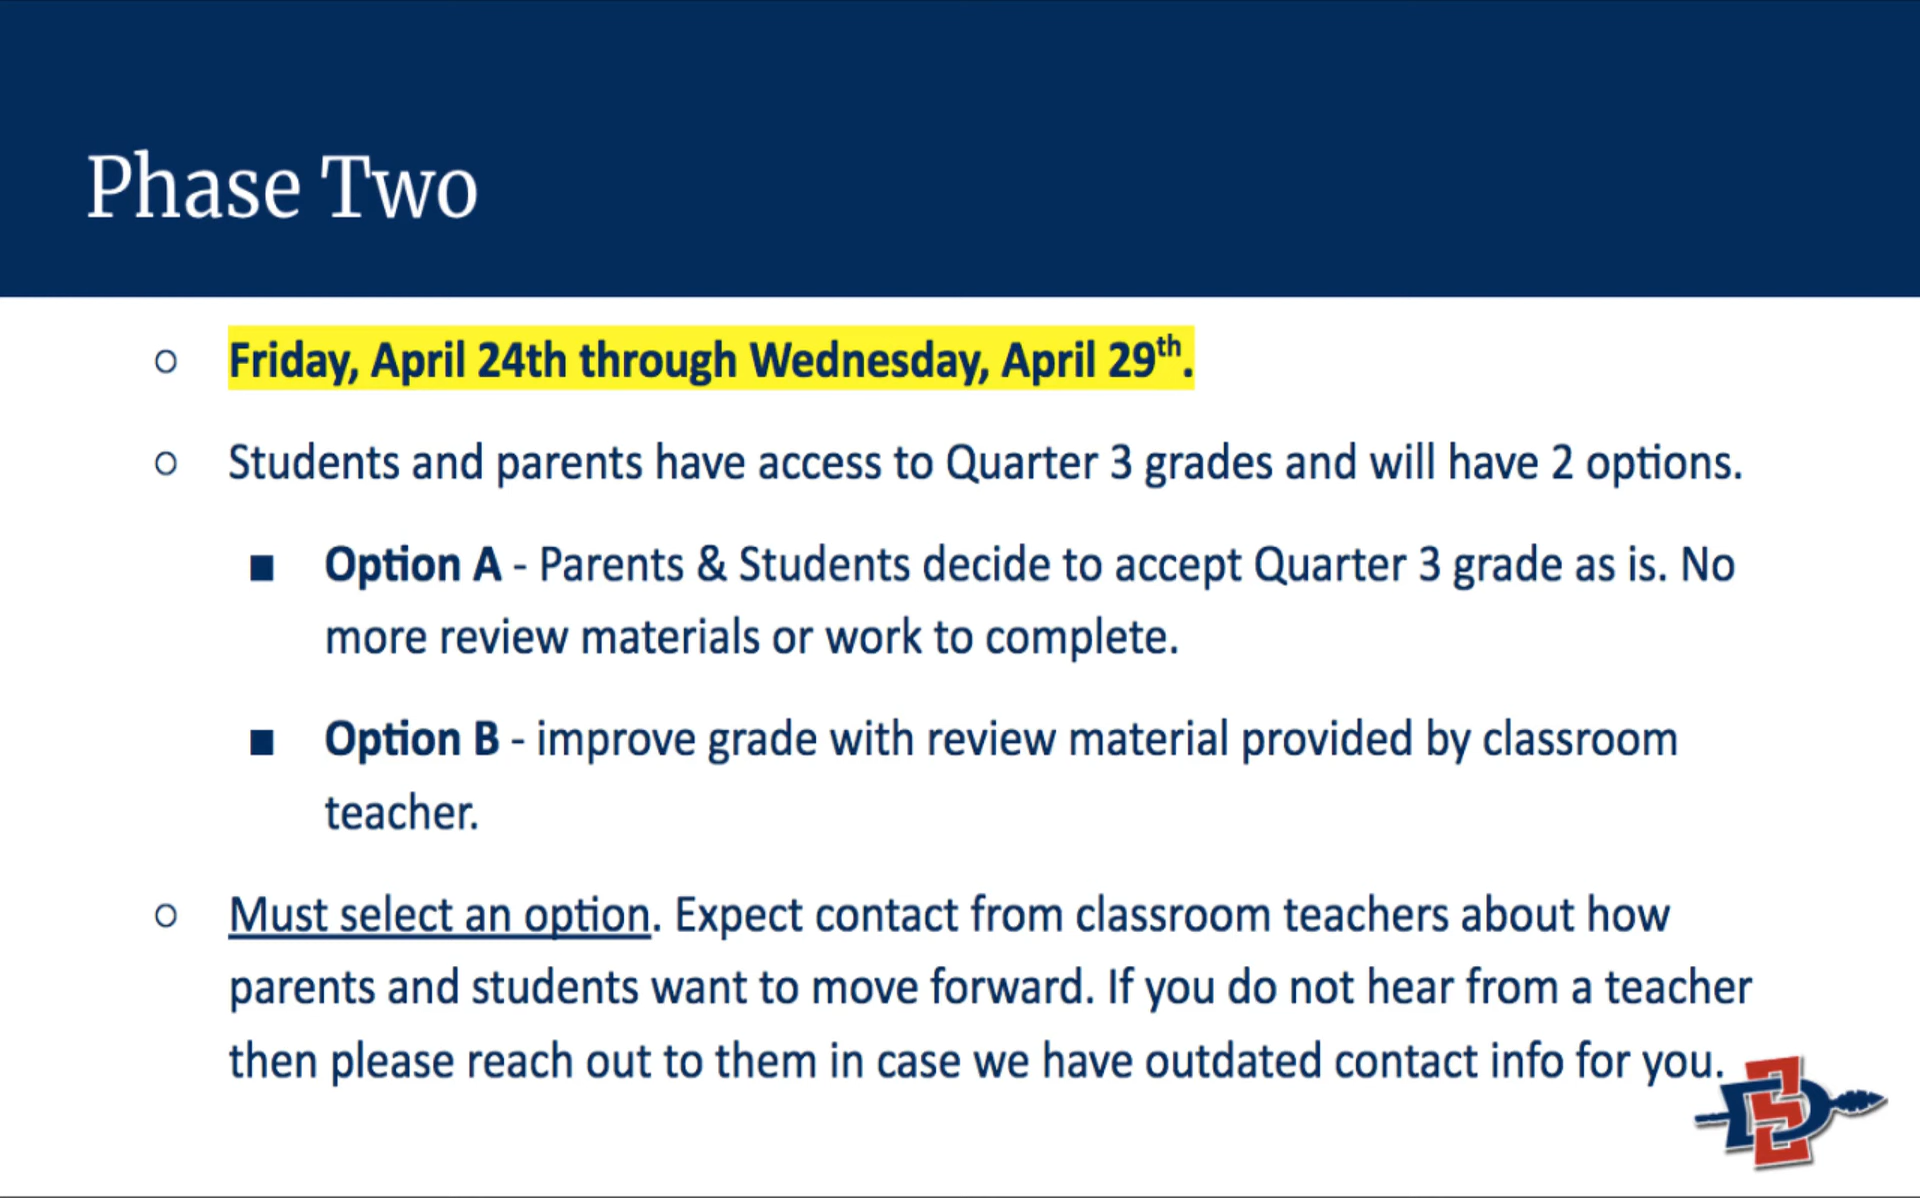 Phase Two
Friday, April 24th through Wednesday, April 29th.
Students and parents have access to Quarter 3 grades and will have 2 options.
Option A - Parents & Students decide to accept Quarter 3 grade as is. No
more review materials or work to complete.
Option B - improve grade with review material provided by classroom
teacher.
Must select an option. Expect contact from classroom teachers about how
parents and students want to move forward. If you do not hear from a teacher
then please reach out to them in case we have outdated contact info for you.